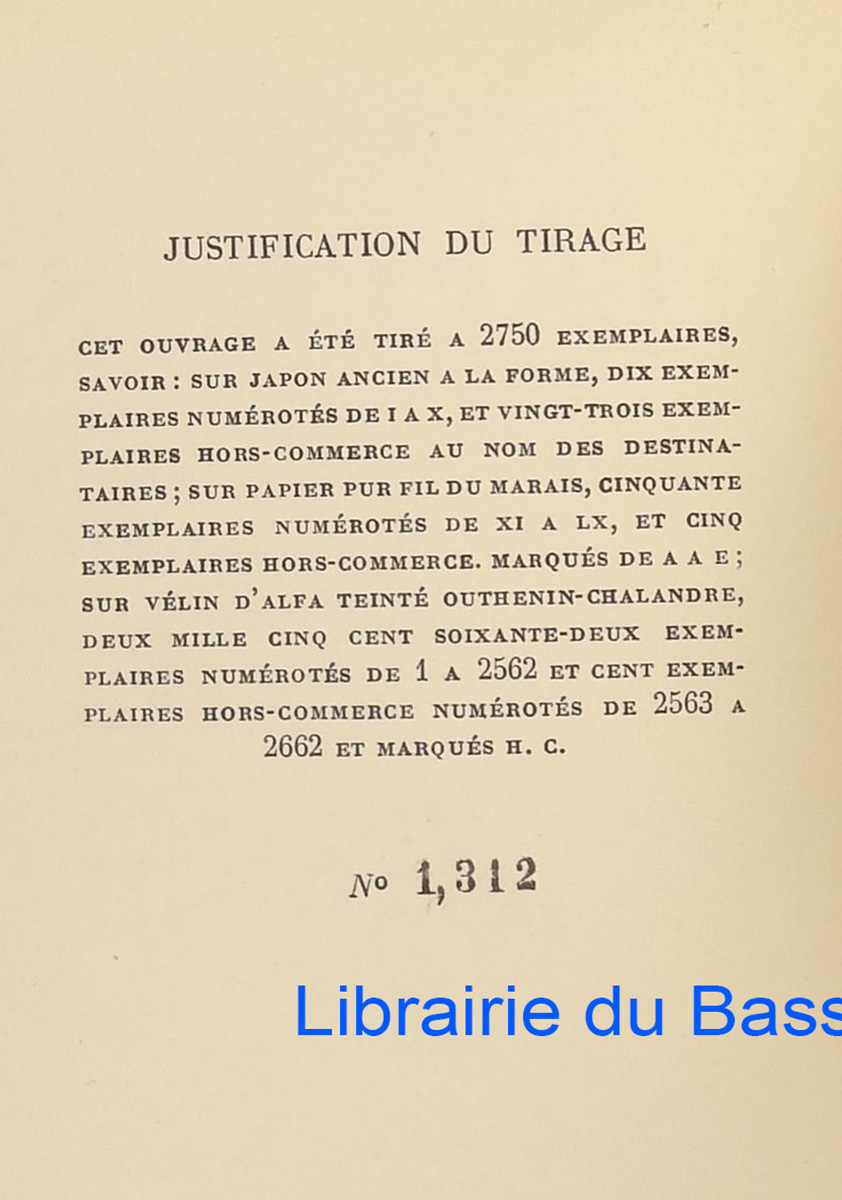 JUSTIFICATION DU TIRAGE
CET OUVRAGE A ÉTÉ TIRÉ A 2750 EXEMPLAIRES,
SAVOIR : SUR JAPON ANCIEN A LA FORME, DIX EXEM-
PLAIRES NUMÉROTÉS DE I A X, ET VINGT-TROIS EXEM-
PLAIRES HORS-COMMERCE AU NOM DES DESTINA-
TAIRES ; SUR PAPIER PUR FIL DU MARAIS, CINQUANTE
EXEMPLAIRES NUMÉROTÉS DE XI A LX, ET CINQ
EXEMPLAIRES HORS-COMMERCE. MARQUÉS DE A A E ;
SUR VÉLIN D'ALFA TEINTÉ OUTHENIN-CHALANDRE,
DEUX MILLE CINQ CENT SOIXANTE-DEUX EXEM-
PLAIRES NUMÉROTÉS DE 1 A 2562 ET CENT EXEM-
PLAIRES HORS-COMMERCE NUMÉROTÉS DE 2563 A
2662 ET MARQUÉS H. C.
Nº 1,312
Librairie du Bass